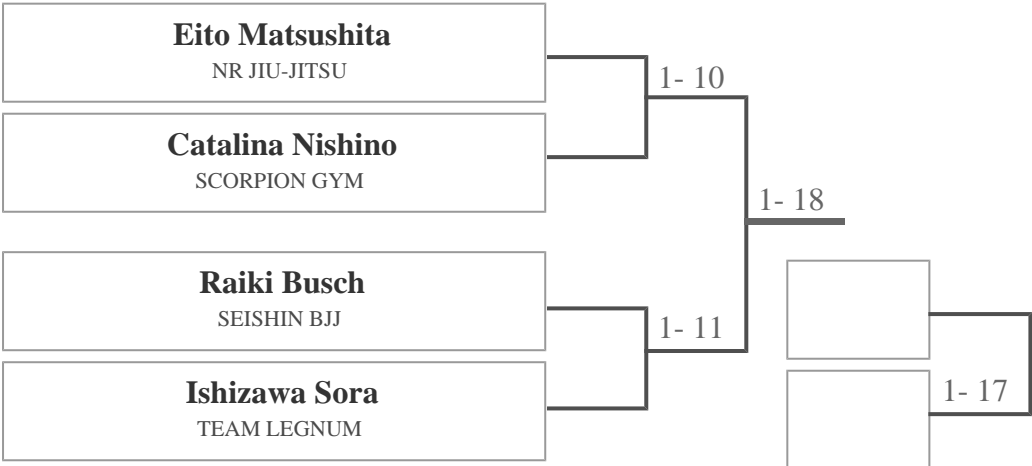 Eito Matsushita
NR JIU-JITSU
1- 10
Catalina Nishino
SCORPION GYM
1- 18
Raiki Busch
SEISHIN BJJ
1- 11
Ishizawa Sora
TEAM LEGNUM
1- 17